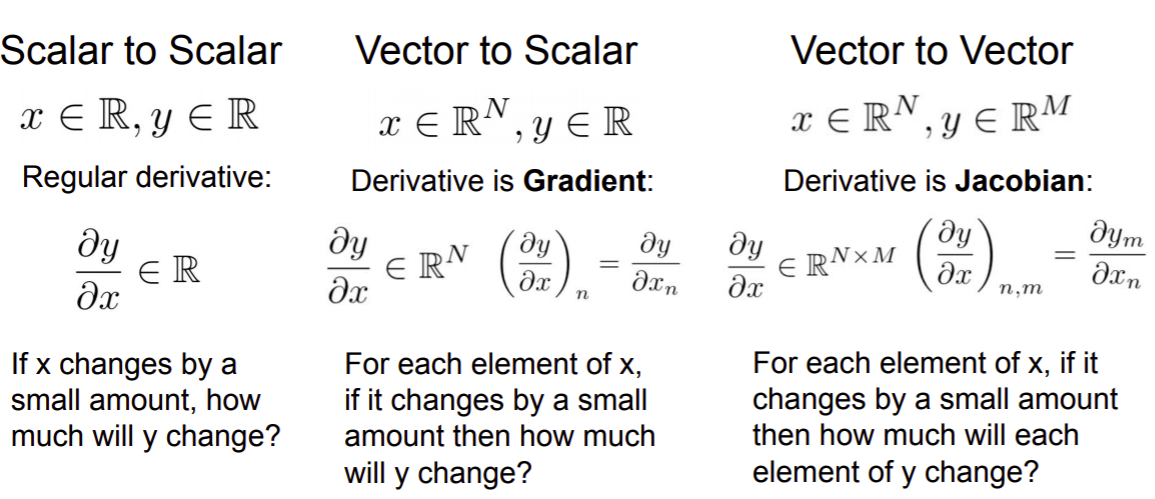 Scalar to Scalar
x ∈ ℝ, y ∈ ℝ
Regular derivative:
∂y/∂x ∈ ℝ
If x changes by a
small amount, how
much will y change?
Vector to Scalar
x ∈ ℝ^N, y ∈ ℝ
Derivative is Gradient:
∂y/∂x ∈ ℝ^N (∂y/∂x)_n = ∂y/∂x_n
For each element of x,
if it changes by a small
amount then how much
will y change?
Vector to Vector
x ∈ ℝ^N, y ∈ ℝ^M
Derivative is Jacobian:
∂y/∂x ∈ ℝ^{N×M} (∂y/∂x)_{n,m} = ∂y_m/∂x_n
For each element of x, if it
changes by a small amount
then how much will each
element of y change?